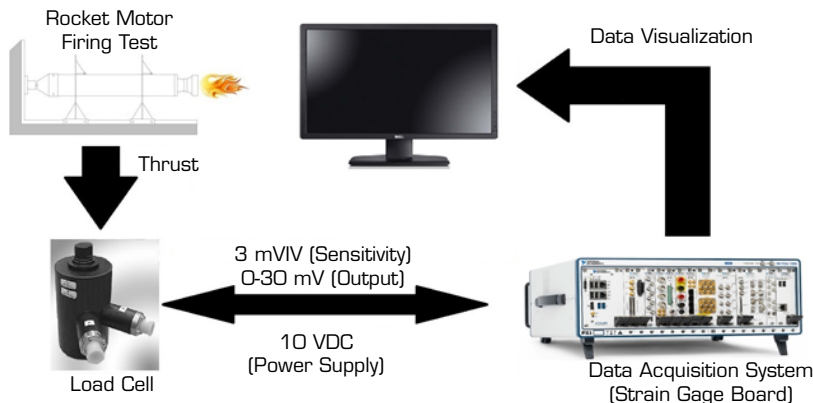 Rocket Motor
Firing Test
Data Visualization
Thrust
3 mVIV (Sensitivity)
0-30 mV (Output)
10 VDC
(Power Supply)
Load Cell
Data Acquisition System
(Strain Gage Board)